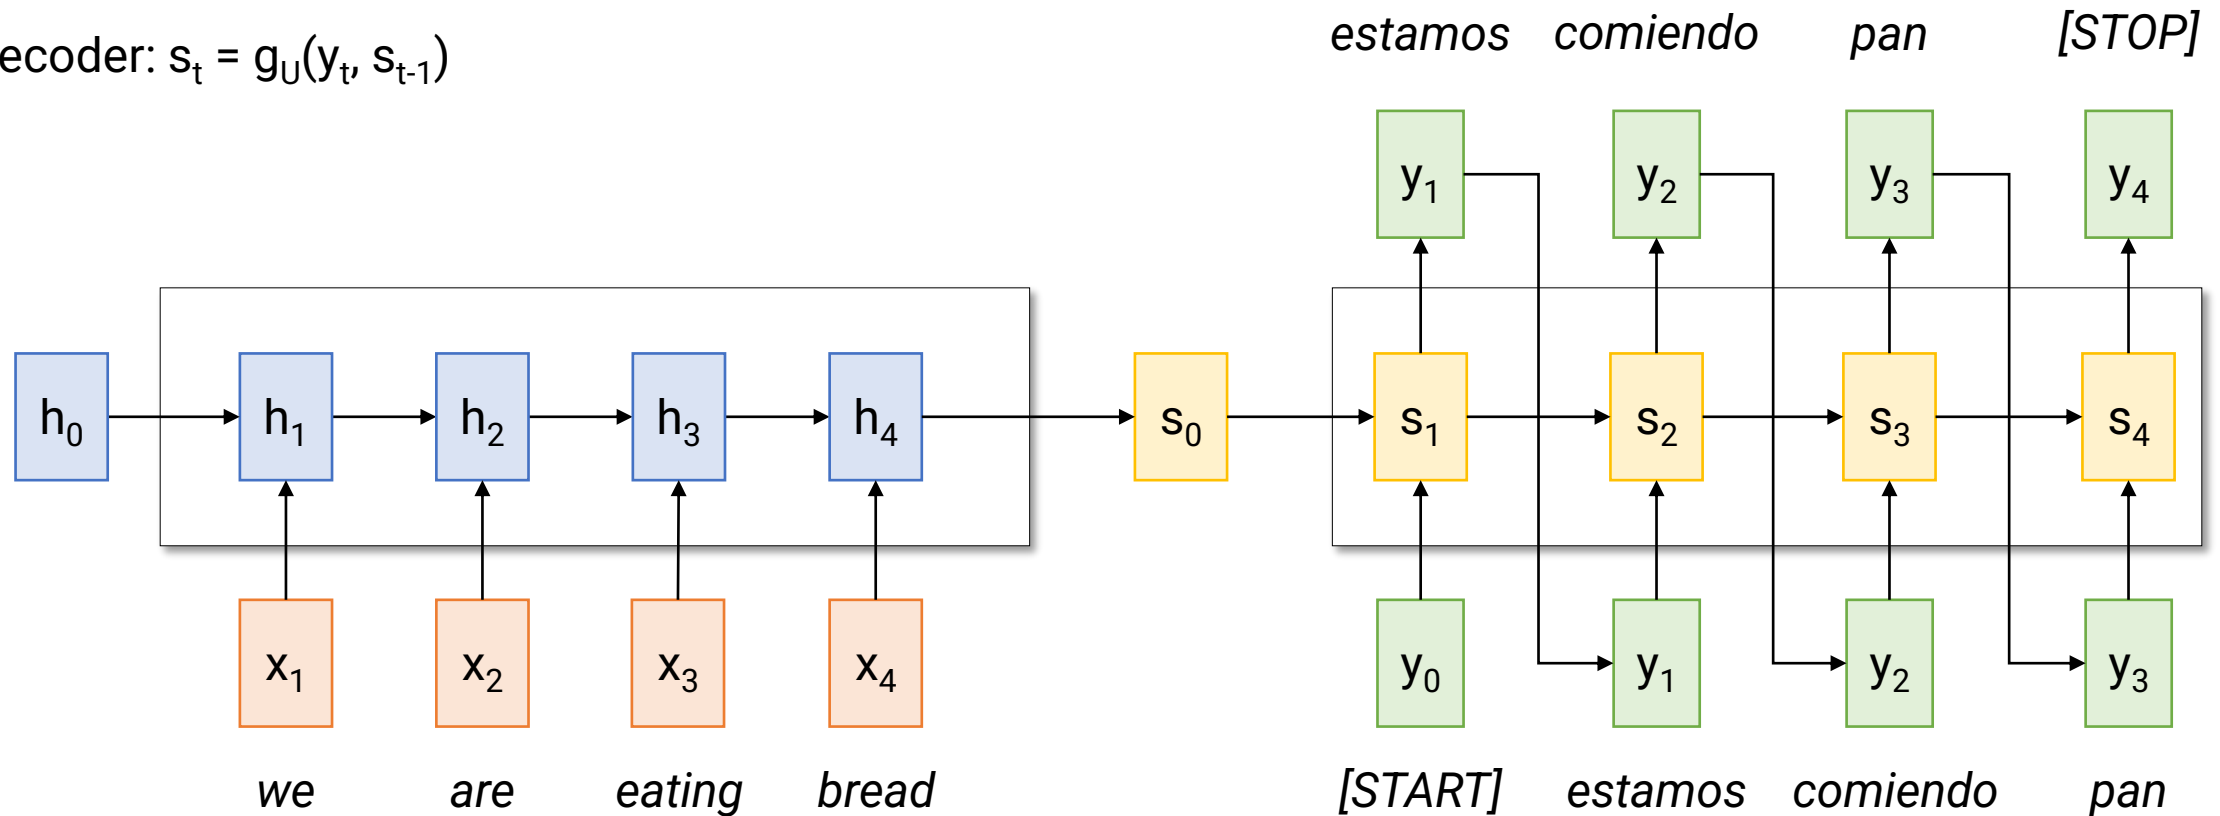 estamos comiendo pan [STOP]
ecoder: sₜ = gᵤ(yₜ, sₜ₋₁)
y₁ y₂ y₃ y₄
h₀ h₁ h₂ h₃ h₄ s₀ s₁ s₂ s₃ s₄
x₁ x₂ x₃ x₄ y₀ y₁ y₂ y₃
we are eating bread [START] estamos comiendo pan